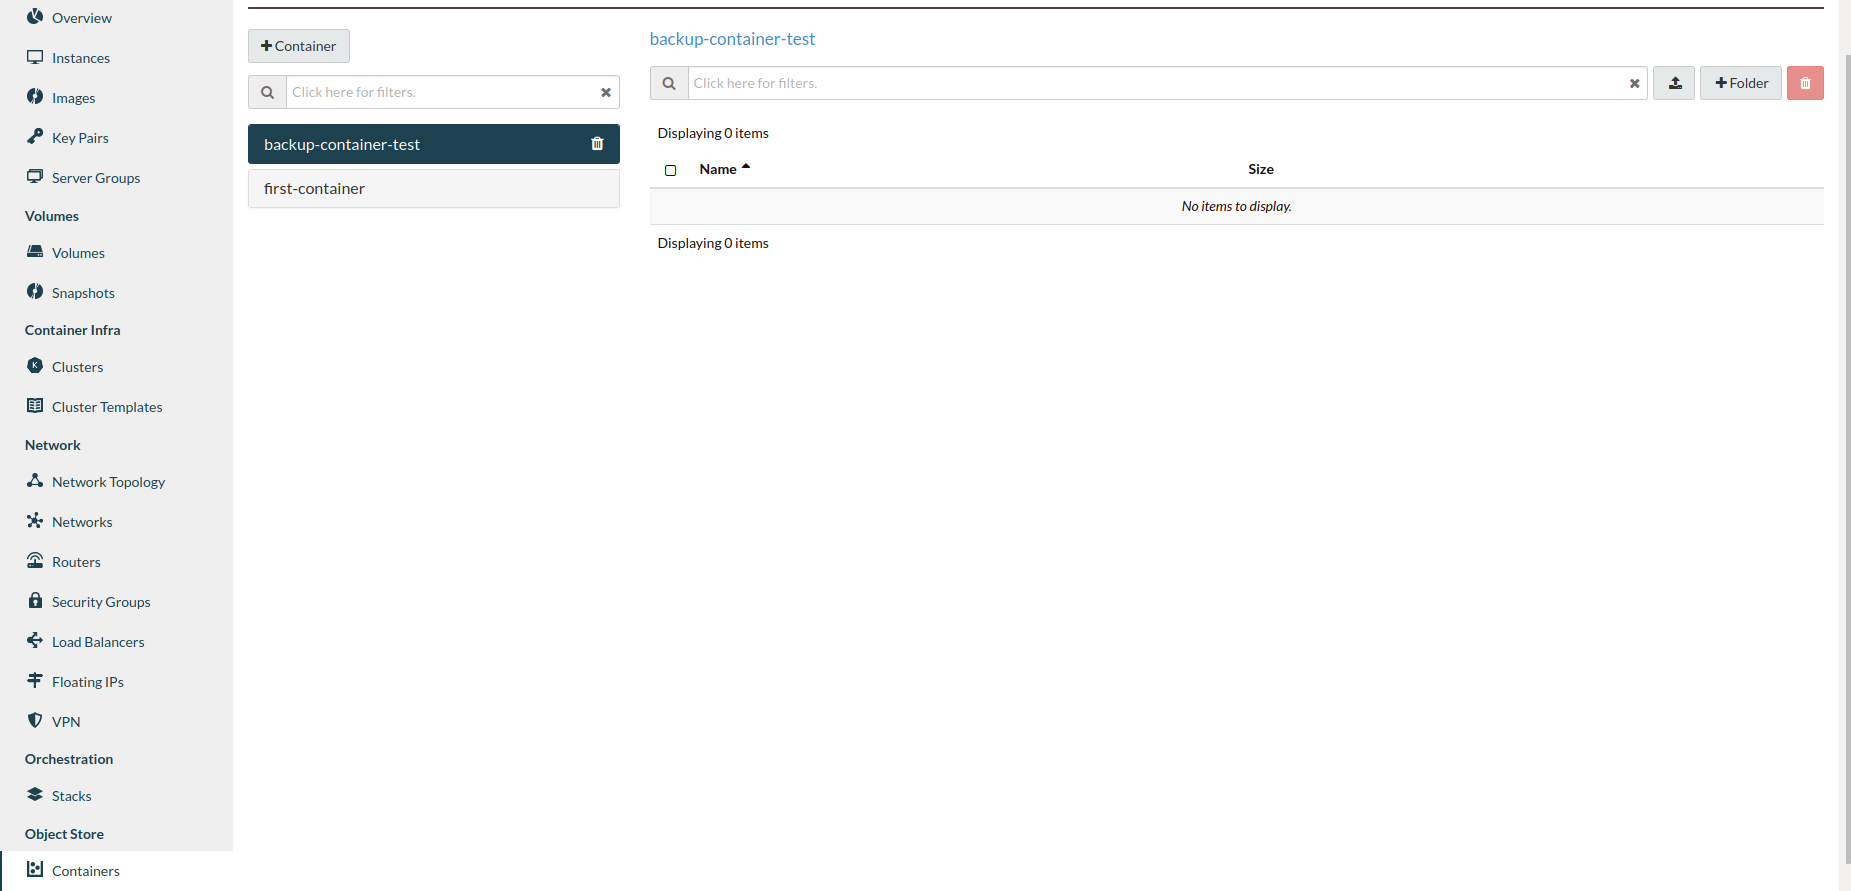 Overview
Instances
Images
Key Pairs
Server Groups
Volumes
Volumes
Snapshots
Container Infra
Clusters
Cluster Templates
Network
Network Topology
Networks
Routers
Security Groups
Load Balancers
Floating IPs
VPN
Orchestration
Stacks
Object Store
Containers
Container
Click here for filters.
backup-container-test
first-container
backup-container-test
Click here for filters.
Folder
Displaying 0 items
Name Size
No items to display.
Displaying 0 items